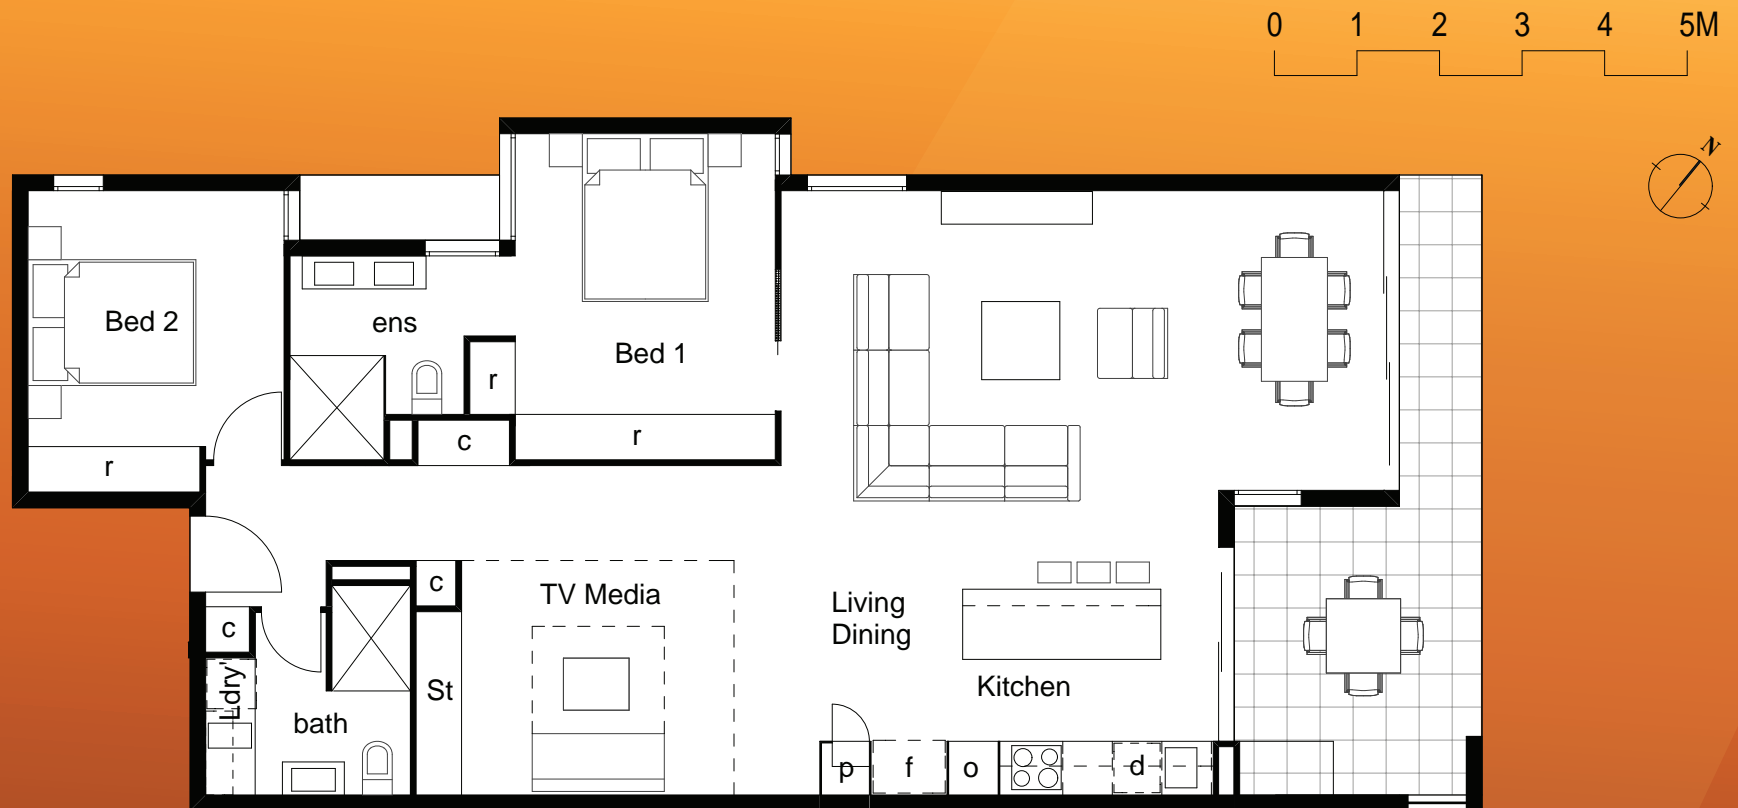 0 1 2 3 4 5M
N
Bed 2
ens
Bed 1
r
r
c
r
c
TV Media
Living
Dining
c
Ldry'
St
Kitchen
bath
p
f
o
d